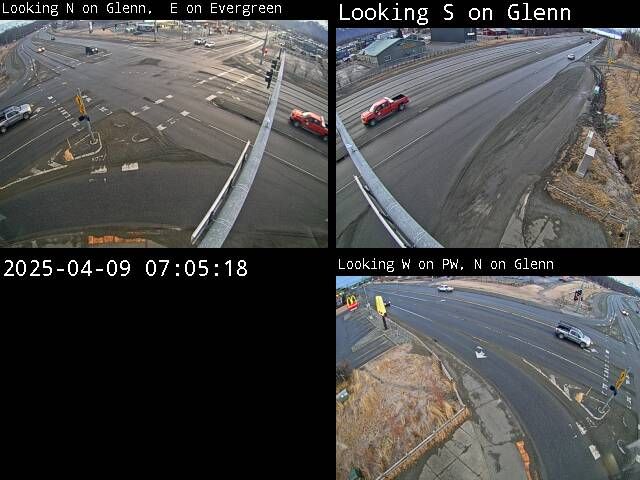 Looking N on Glenn,  E on Evergreen
Looking S on Glenn
2025-04-09 07:05:18
Looking W on PW, N on Glenn